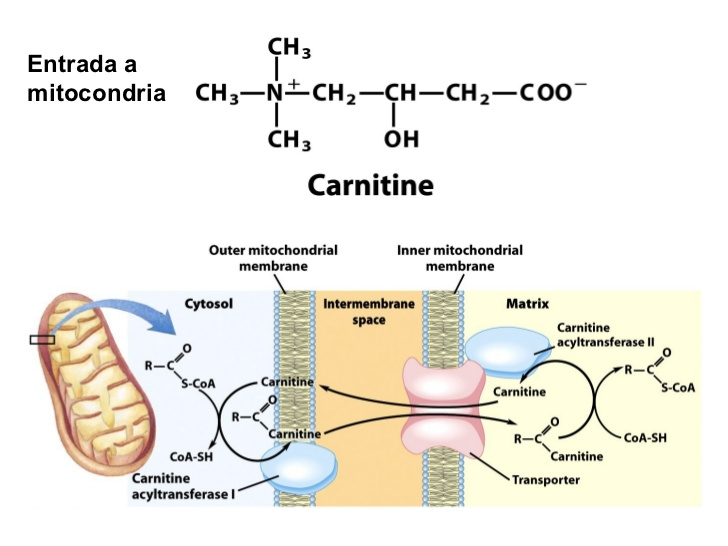 Entrada a
mitocondria
CH3
CH3—N+—CH2—CH—CH2—COO−
CH3 OH
Carnitine
Outer mitochondrial
membrane
Inner mitochondrial
membrane
Cytosol
Intermembrane
space
Matrix
Carnitine
acyltransferase II
R—C
O
S-CoA
Carnitine
R—C
O
Carnitine
CoA-SH
Carnitine
acyltransferase I
Carnitine
R—C
O
Carnitine
Transporter
R—C
O
S-CoA
CoA-SH